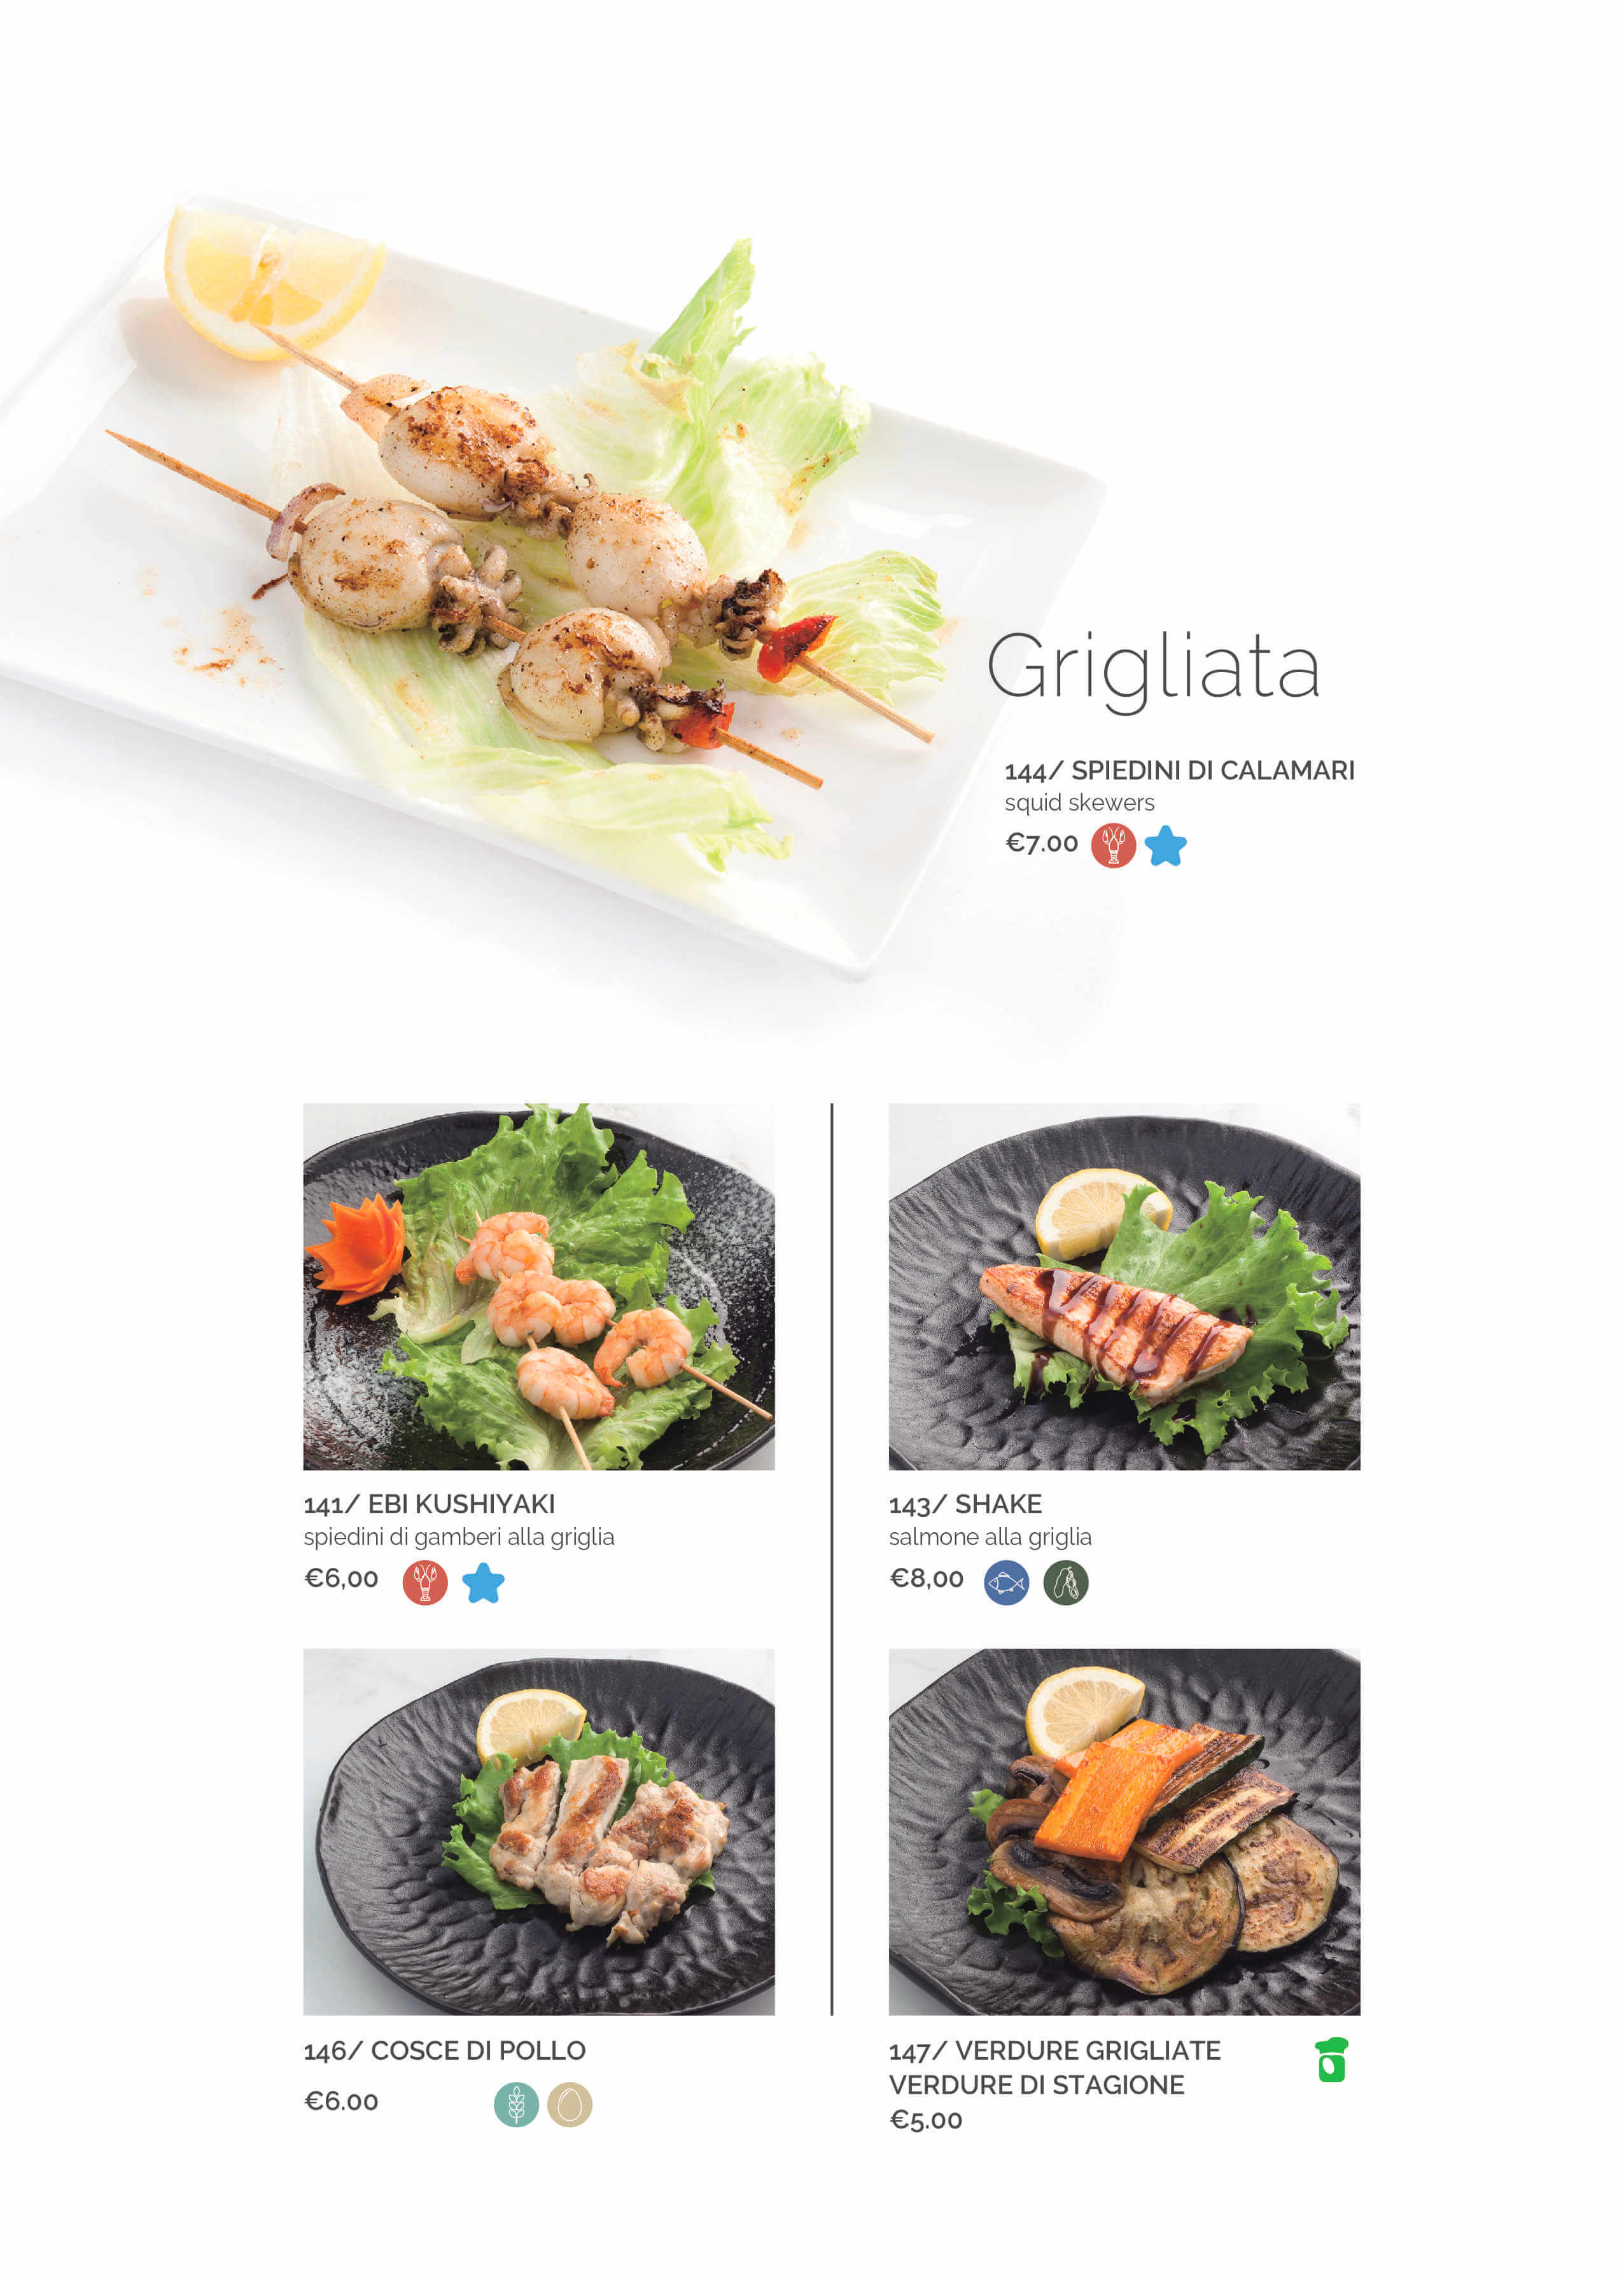 Grigliata
144/ SPIEDINI DI CALAMARI
squid skewers
€7.00
141/ EBI KUSHIYAKI
spiedini di gamberi alla griglia
€6,00
143/ SHAKE
salmone alla griglia
€8,00
146/ COSCE DI POLLO
€6.00
147/ VERDURE GRIGLIATE
VERDURE DI STAGIONE
€5.00